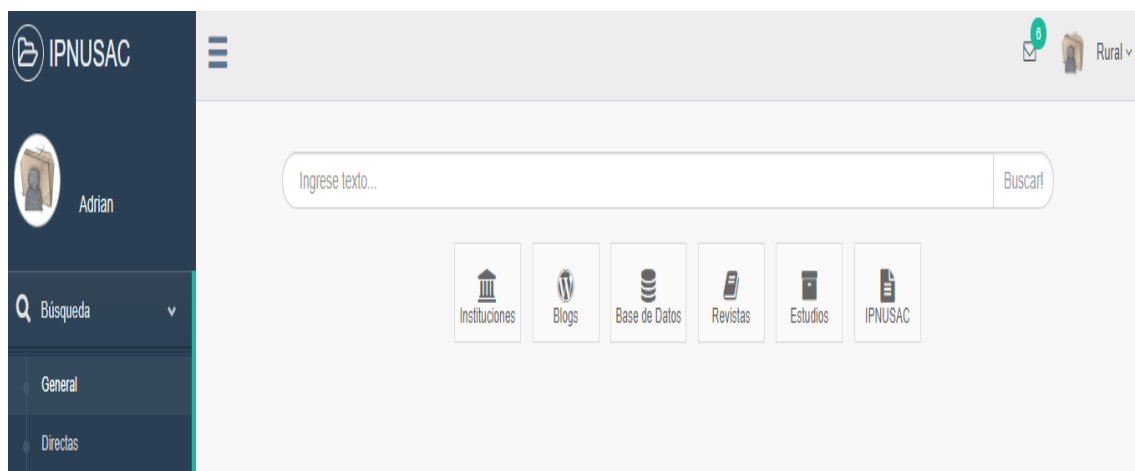 IPNUSAC
6
Rural
Adrian
Ingrese texto...
Buscar!
Búsqueda
Instituciones
Blogs
Base de Datos
Revistas
Estudios
IPNUSAC
General
Directas